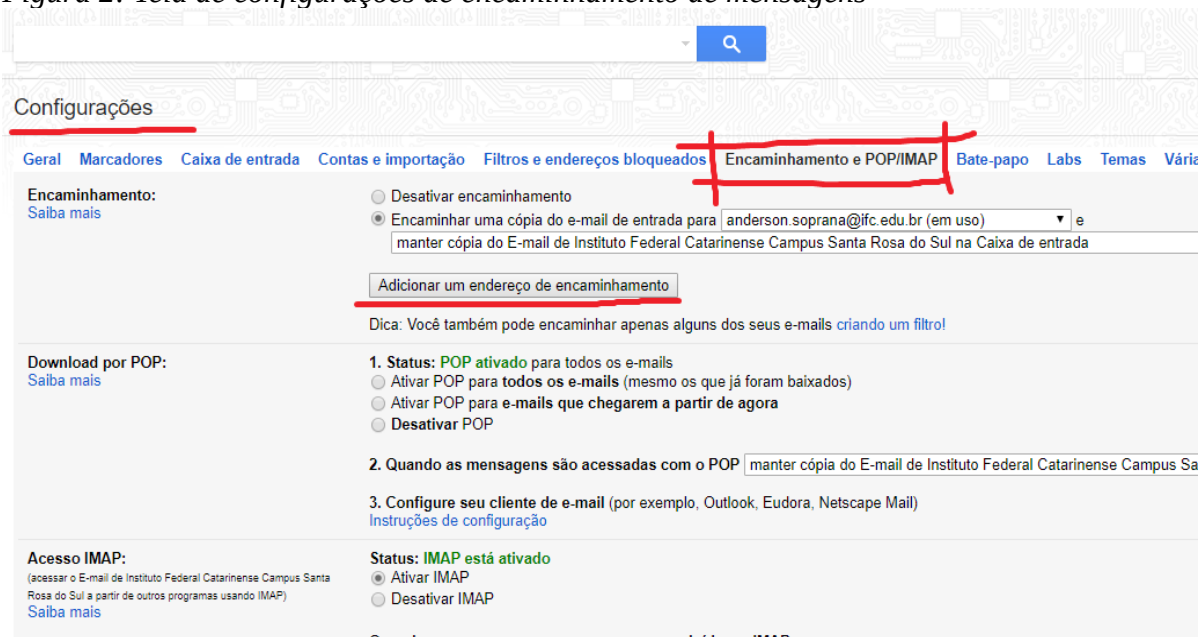 Figura 2: Tela de configurações de encaminhamento de mensagens
Configurações
Geral Marcadores Caixa de entrada Contas e importação Filtros e endereços bloqueados Encaminhamento e POP/IMAP Bate-papo Labs Temas
Encaminhamento:
Saiba mais
Desativar encaminhamento
Encaminhar uma cópia do e-mail de entrada para anderson.soprana@ifc.edu.br (em uso) e
manter cópia do E-mail de Instituto Federal Catarinense Campus Santa Rosa do Sul na Caixa de entrada
Adicionar um endereço de encaminhamento
Dica: Você também pode encaminhar apenas alguns dos seus e-mails criando um filtro!
Download por POP:
Saiba mais
1. Status: POP ativado para todos os e-mails
Ativar POP para todos os e-mails (mesmo os que já foram baixados)
Ativar POP para e-mails que chegarem a partir de agora
Desativar POP
2. Quando as mensagens são acessadas com o POP manter cópia do E-mail de Instituto Federal Catarinense Campus Sa
3. Configure seu cliente de e-mail (por exemplo, Outlook, Eudora, Netscape Mail)
Instruções de configuração
Acesso IMAP:
(acessar o E-mail de Instituto Federal Catarinense Campus Santa
Rosa do Sul a partir de outros programas usando IMAP)
Saiba mais
Status: IMAP está ativado
Ativar IMAP
Desativar IMAP